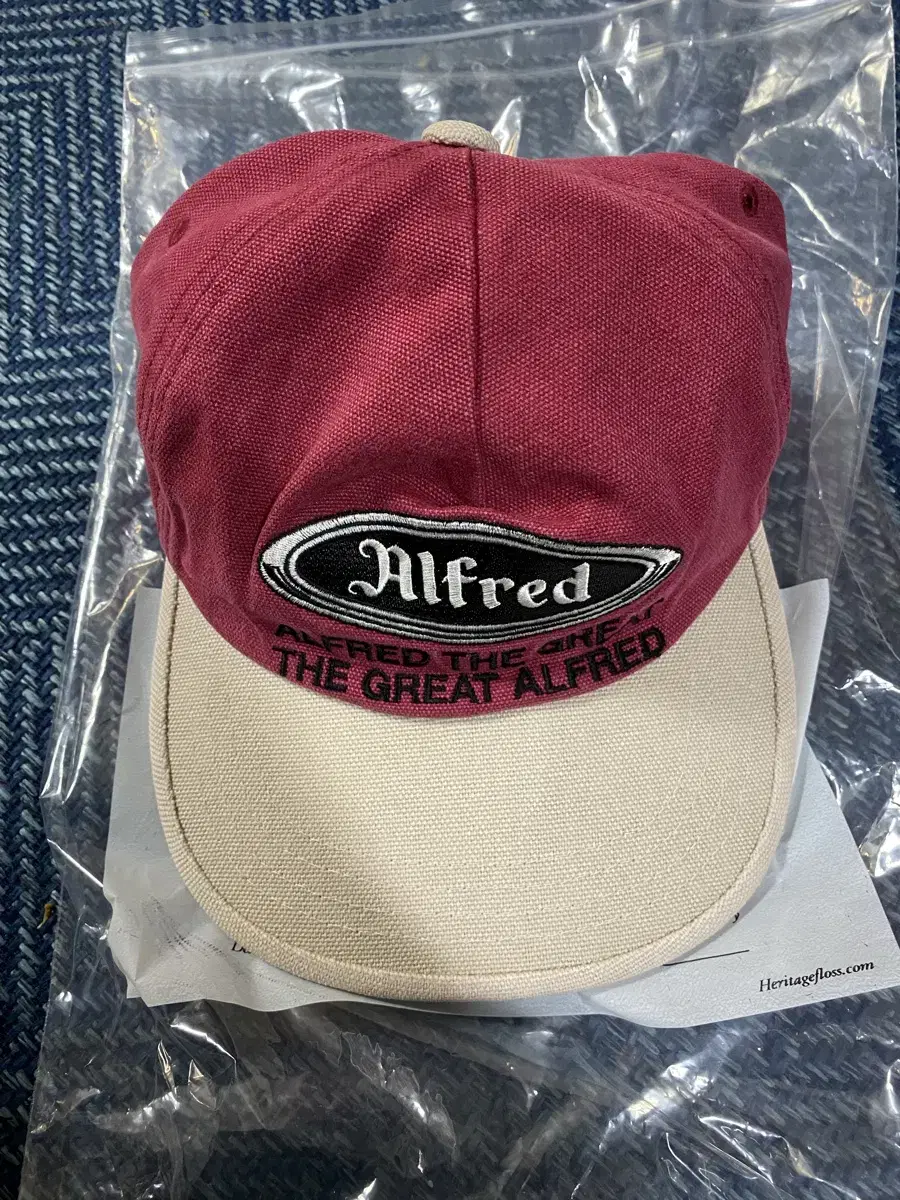 Alfred
ALFRED THE GREAT
THE GREAT ALFRED
Heritagefloss.com